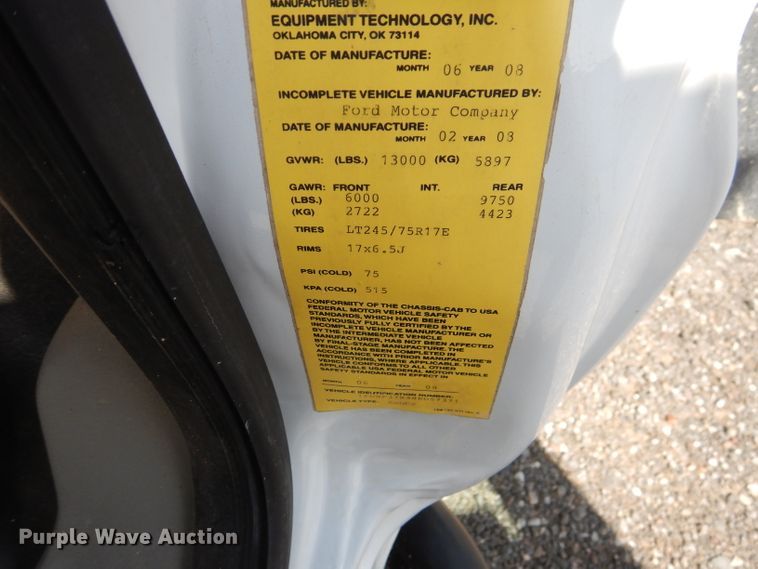 MANUFACTURED BY:
EQUIPMENT TECHNOLOGY, INC.
OKLAHOMA CITY, OK 73114
DATE OF MANUFACTURE:
MONTH 06 YEAR 08
INCOMPLETE VEHICLE MANUFACTURED BY:
Ford Motor Company
DATE OF MANUFACTURE:
MONTH 02 YEAR 08
GVWR: (LBS.) 13000 (KG) 5897
GAWR: FRONT INT. REAR
(LBS.) 6000 9750
(KG) 2722 4423
TIRES LT245/75R17E
RIMS 17x6.5J
PSI (COLD) 75
KPA (COLD) 515
CONFORMITY OF THE CHASSIS-CAB TO USA
FEDERAL MOTOR VEHICLE SAFETY
STANDARDS, WHICH HAVE BEEN
PREVIOUSLY FULLY CERTIFIED BY THE
INCOMPLETE VEHICLE MANUFACTURER OR
BY THE INTERMEDIATE VEHICLE
MANUFACTURER, HAS NOT BEEN AFFECTED
BY FINAL-STAGE MANUFACTURE. THE
VEHICLE HAS BEEN COMPLETED IN
ACCORDANCE WITH PRIOR MANUFACTURE'S
INSTRUCTIONS, WHERE APPLICABLE. THIS
VEHICLE CONFORMS TO ALL OTHER
APPLICABLE USA FEDERAL MOTOR VEHICLE
SAFETY STANDARDS IN EFFECT IN
MONTH 06 YEAR 08
VEHICLE IDENTIFICATION NUMBER:
VEHICLE TYPE:
Purple Wave Auction